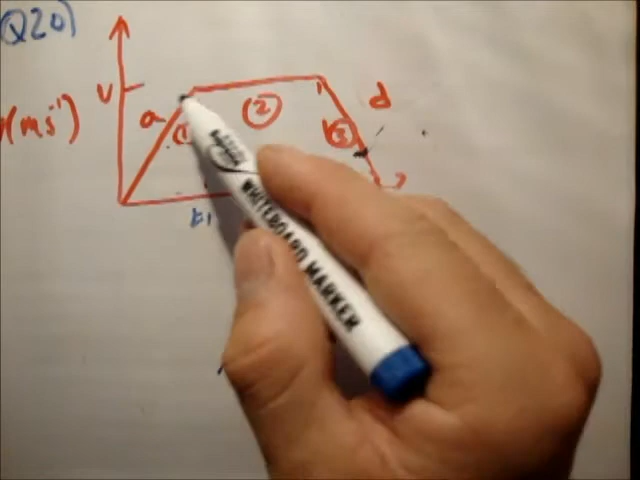 Q20)
V
(ms⁻¹)
a
①
②
③
d
t1
WHITEBOARD MARKER